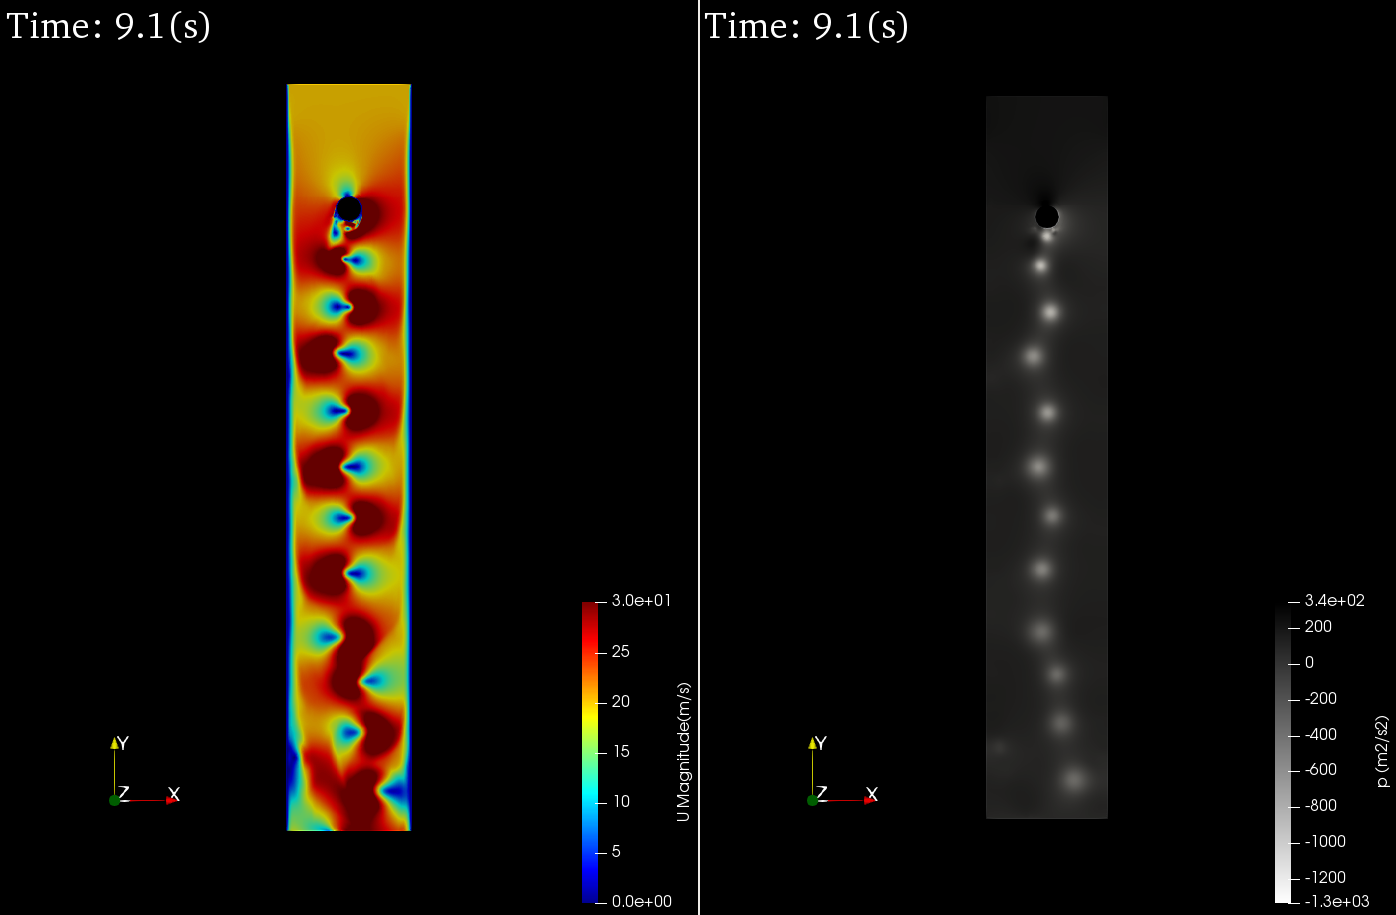 Time: 9.1(s)
3.0e+01
25
20
15
10
5
0.0e+00
U Magnitude(m/s)
Y
Z
X
Time: 9.1(s)
3.4e+02
200
0
-200
-400
-600
-800
-1000
-1200
-1.3e+03
p (m2/s2)
Y
Z
X